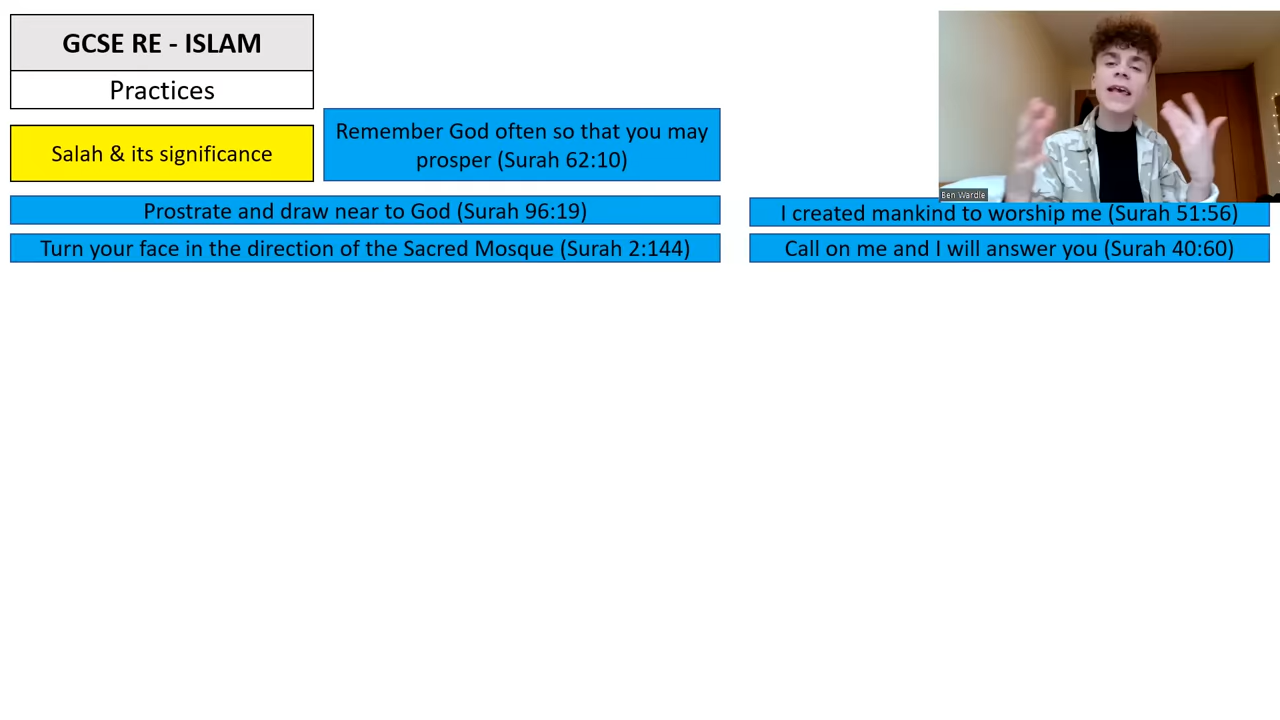 GCSE RE - ISLAM
Practices
Salah & its significance
Remember God often so that you may
prosper (Surah 62:10)
Ben Wardle
Prostrate and draw near to God (Surah 96:19)
I created mankind to worship me (Surah 51:56)
Turn your face in the direction of the Sacred Mosque (Surah 2:144)
Call on me and I will answer you (Surah 40:60)